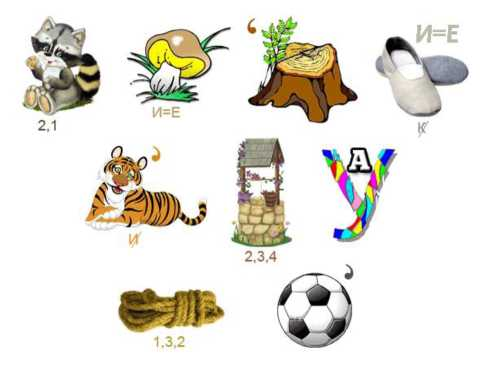 ‘
И=Е
2,1
И=Е
К
,
И
2,3,4
А
У
1,3,2
,